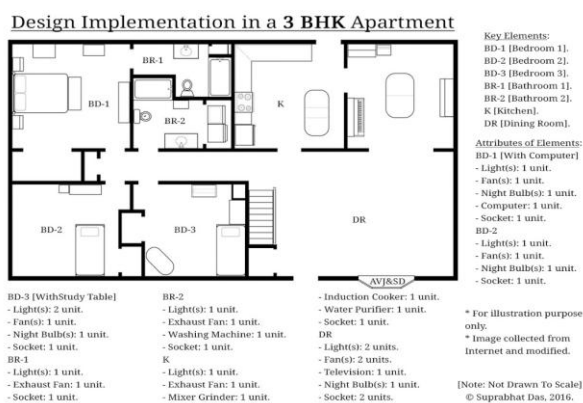 Design Implementation in a 3 BHK Apartment
BR-1
BD-1
BR-2
K
BD-2
BD-3
DR
AVJ&SD
Key Elements:
BD-1 [Bedroom 1].
BD-2 [Bedroom 2].
BD-3 [Bedroom 3].
BR-1 [Bathroom 1].
BR-2 [Bathroom 2].
K [Kitchen].
DR [Dining Room].
Attributes of Elements:
BD-1 [With Computer]
- Light(s): 1 unit.
- Fan(s): 1 unit.
- Night Bulb(s): 1 unit.
- Computer: 1 unit.
- Socket: 1 unit.
BD-2
- Light(s): 1 unit.
- Fan(s): 1 unit.
- Night Bulb(s): 1 unit.
- Socket: 1 unit.
BD-3 [WithStudy Table]
- Light(s): 2 unit.
- Fan(s): 1 unit.
- Night Bulb(s): 1 unit.
- Socket: 1 unit.
BR-1
- Light(s): 1 unit.
- Exhaust Fan: 1 unit.
- Socket: 1 unit.
BR-2
- Light(s): 1 unit.
- Exhaust Fan: 1 unit.
- Washing Machine: 1 unit.
- Socket: 1 unit.
K
- Light(s): 1 unit.
- Exhaust Fan: 1 unit.
- Mixer Grinder: 1 unit.
- Induction Cooker: 1 unit.
- Water Purifier: 1 unit.
- Socket: 1 unit.
DR
- Light(s): 2 units.
- Fan(s): 2 units.
- Television: 1 unit.
- Night Bulb(s): 1 unit.
- Socket: 2 units.
* For illustration purpose
only.
* Image collected from
Internet and modified.
[Note: Not Drawn To Scale]
© Suprabhat Das, 2016.